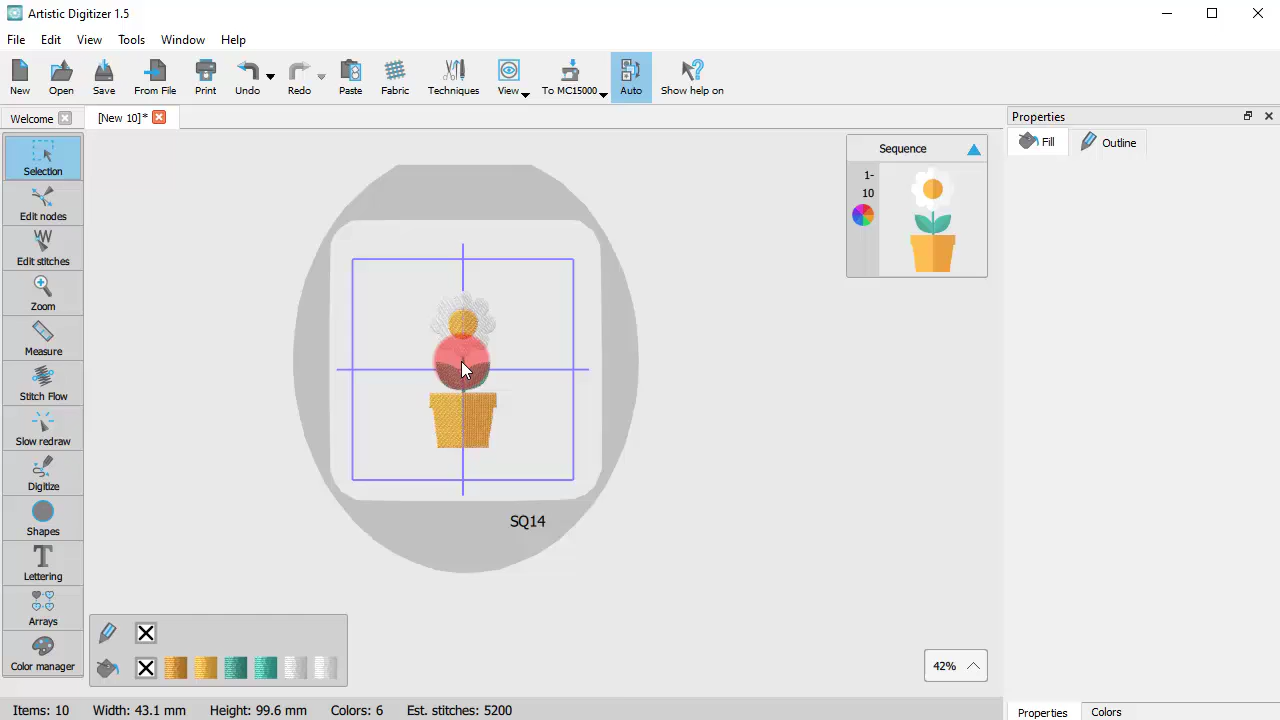 Artistic Digitizer 1.5
File Edit View Tools Window Help
New Open Save From File Print Undo Redo Paste Fabric Techniques View To MC15000 Auto Show help on
Welcome [New 10]*
Properties
Fill Outline
Selection
Edit nodes
Edit stitches
Zoom
Measure
Stitch Flow
Slow redraw
Digitize
Shapes
Lettering
Arrays
Color manager
Sequence
1-
10
SQ14
42%
Items: 10 Width: 43.1 mm Height: 99.6 mm Colors: 6 Est. stitches: 5200
Properties Colors